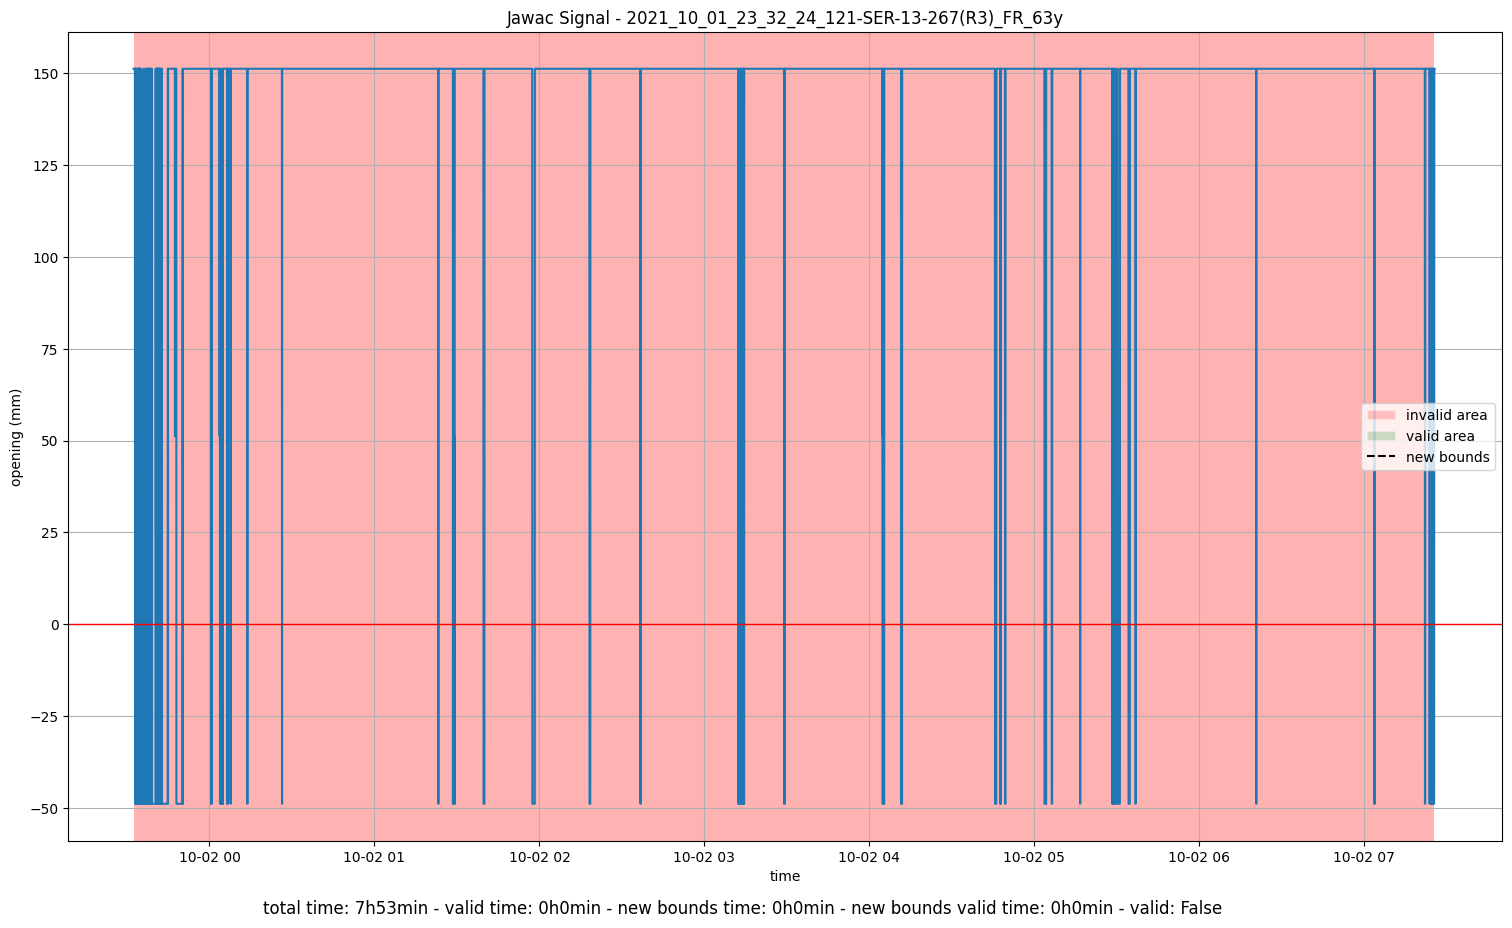 Jawac Signal - 2021_10_01_23_32_24_121-SER-13-267(R3)_FR_63y
150
125
100
75
50
25
0
−25
−50
opening (mm)
invalid area
valid area
new bounds
10-02 00
10-02 01
10-02 02
10-02 03
10-02 04
10-02 05
10-02 06
10-02 07
time
total time: 7h53min - valid time: 0h0min - new bounds time: 0h0min - new bounds valid time: 0h0min - valid: False